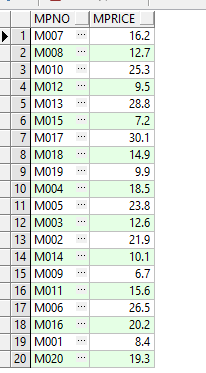 MPNO MPRICE
1 M007 ... 16.2
2 M008 ... 12.7
3 M010 ... 25.3
4 M012 ... 9.5
5 M013 ... 28.8
6 M015 ... 7.2
7 M017 ... 30.1
8 M018 ... 14.9
9 M019 ... 9.9
10 M004 ... 18.5
11 M005 ... 23.8
12 M003 ... 12.6
13 M002 ... 21.9
14 M014 ... 10.1
15 M009 ... 6.7
16 M011 ... 15.6
17 M006 ... 26.5
18 M016 ... 20.2
19 M001 ... 8.4
20 M020 ... 19.3